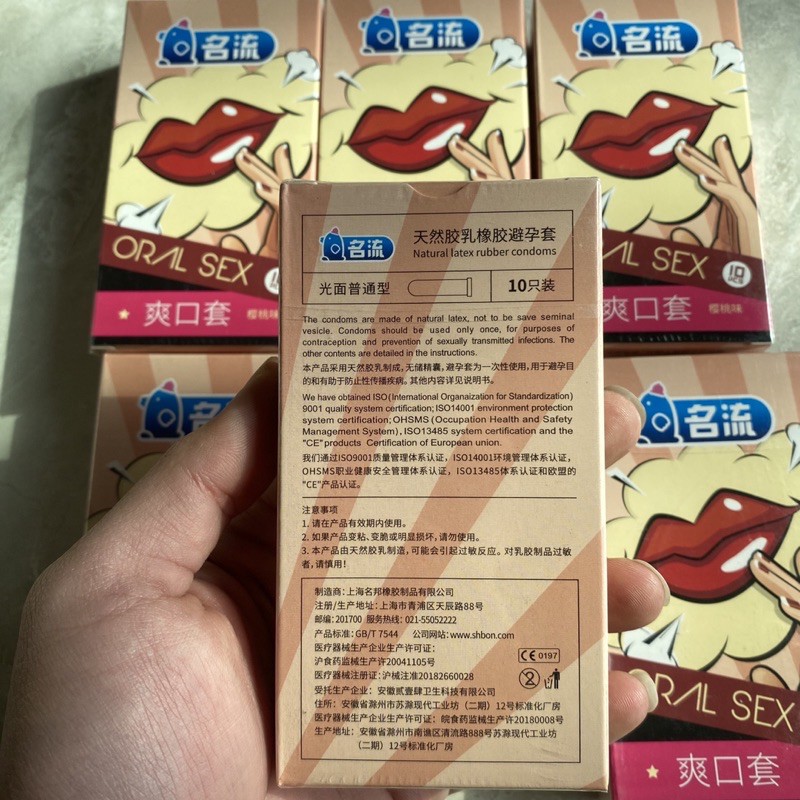 名流
名流
名流
ORAL SEX
爽口套 樱桃味
SEX
10
PCS
爽口套 樱桃味
名流
天然胶乳橡胶避孕套
Natural latex rubber condoms
光面普通型
10只装
The condoms are made of natural latex, not to be save seminal
vesicle. Condoms should be used only once, for purposes of
contraception and prevention of sexually transmitted infections. The
other contents are detailed in the instructions.
本产品采用天然胶乳制成，无储精囊，避孕套为一次性使用，用于避孕目
的和有助于防止性传播疾病。其他内容详见说明书。
We have obtained ISO(International Organaization for Standardization)
9001 quality system certification; ISO14001 environment protection
system certification; OHSMS (Occupation Health and Safety
Management System), ISO13485 system certification and the
"CE"products Certification of European union.
我们通过ISO9001质量管理体系认证，ISO14001环境管理体系认证，
OHSMS职业健康安全管理体系认证，ISO13485体系认证和欧盟的
"CE"产品认证。
注意事项
1. 请在产品有效期内使用。
2. 如果产品变粘、变脆或明显损坏，请勿使用。
3. 本产品由天然胶乳制造，可能会引起过敏反应。对乳胶制品过敏
者，请慎用！
制造商：上海名邦橡胶制品有限公司
注册/生产地址：上海市青浦区天辰路88号
邮编：201700 服务热线：021-55052222
产品标准：GB/T 7544 公司网站：www.shbon.com
医疗器械生产企业生产许可证：
沪食药监械生产许20041105号
医疗器械注册证：沪械注准20182660028
受托生产企业：安徽贰壹肆卫生科技有限公司
住所：安徽省滁州市苏滁现代工业坊（二期）12号标准化厂房
医疗器械生产企业生产许可证：皖食药监械生产许20180008号
生产地址：安徽省滁州市南谯区清流路888号苏滁现代工业坊
（二期）12号标准化厂房
CE 0197
2
名流
名流
ORAL SEX
爽口套